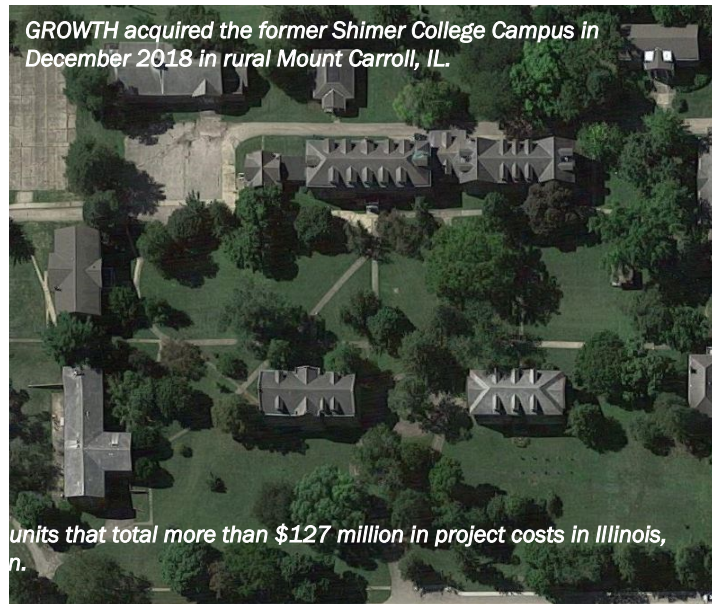 GROWTH acquired the former Shimer College Campus in
December 2018 in rural Mount Carroll, IL.
units that total more than $127 million in project costs in Illinois,
n.